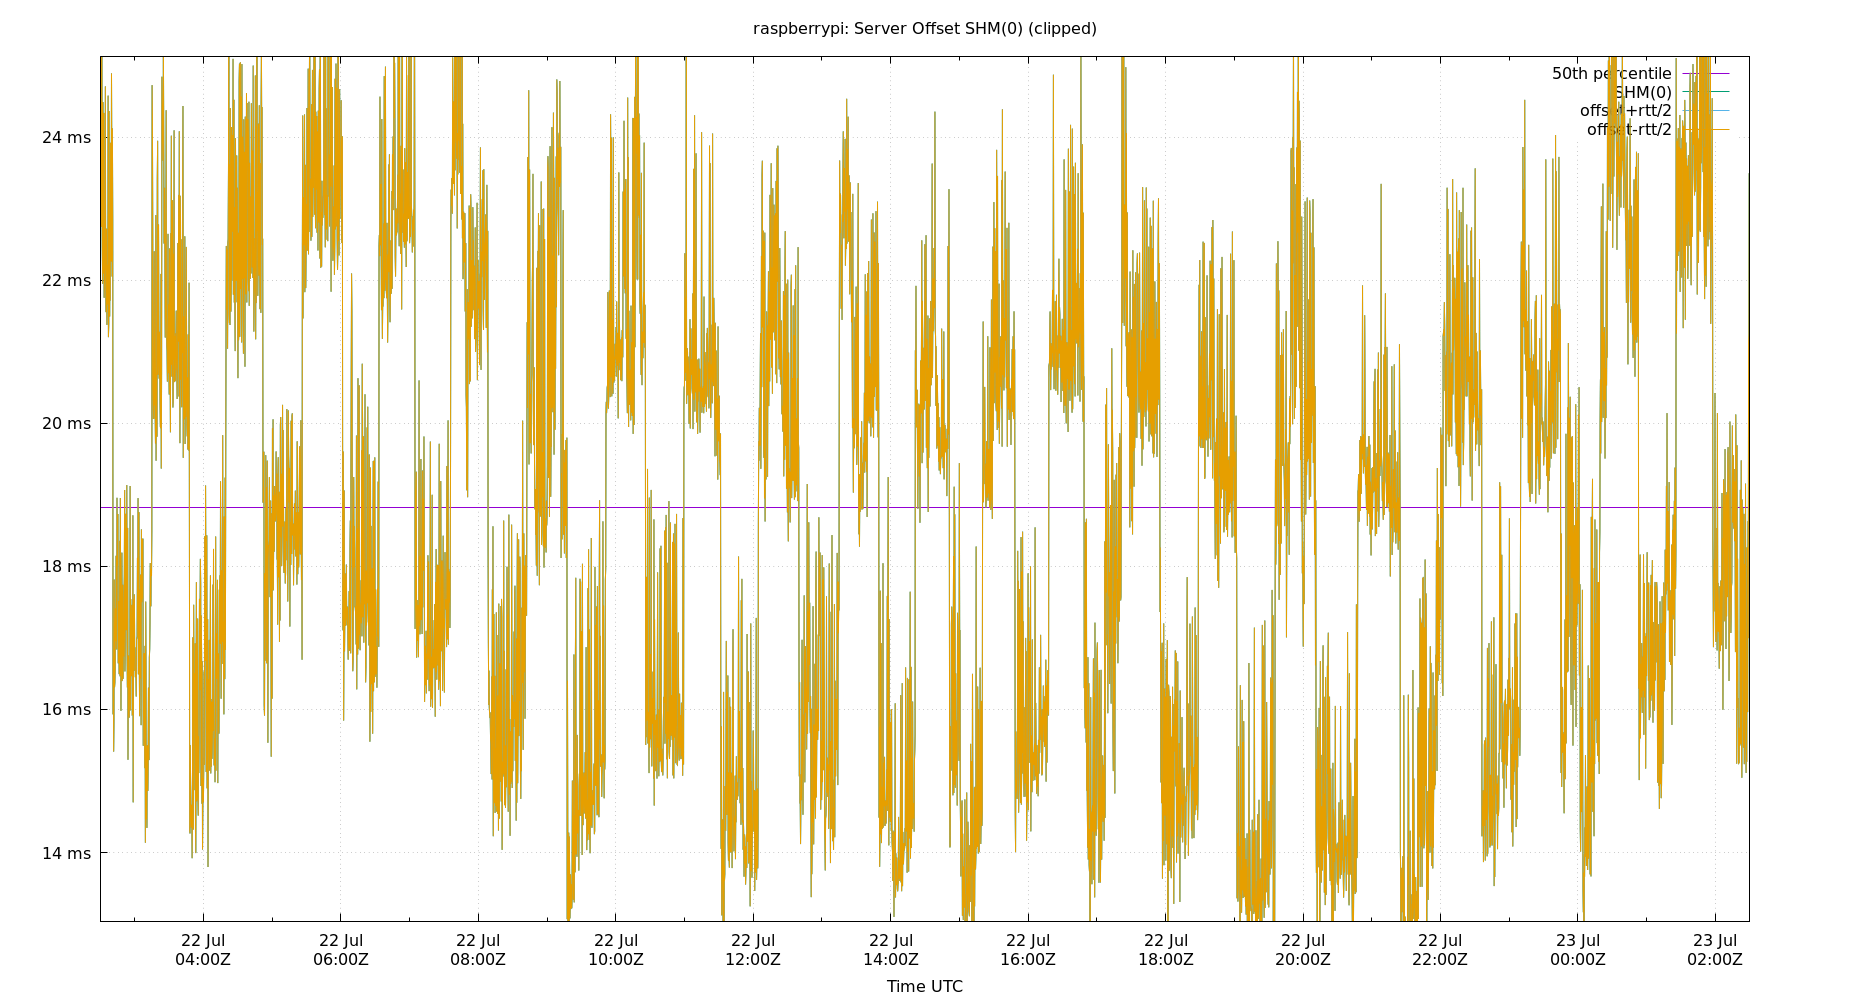 raspberrypi: Server Offset SHM(0) (clipped)
50th percentile
SHM(0)
offset+rtt/2
offset-rtt/2
24 ms
22 ms
20 ms
18 ms
16 ms
14 ms
22 Jul 22 Jul 22 Jul 22 Jul 22 Jul 22 Jul 22 Jul 22 Jul 22 Jul 22 Jul 23 Jul 23 Jul
04:00Z 06:00Z 08:00Z 10:00Z 12:00Z 14:00Z 16:00Z 18:00Z 20:00Z 22:00Z 00:00Z 02:00Z
Time UTC